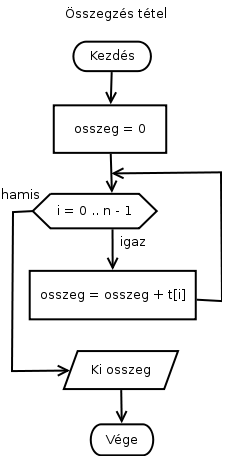 Összegzés tétel
Kezdés
osszeg = 0
hamis
i = 0 .. n - 1
igaz
osszeg = osszeg + t[i]
Ki osszeg
Vége